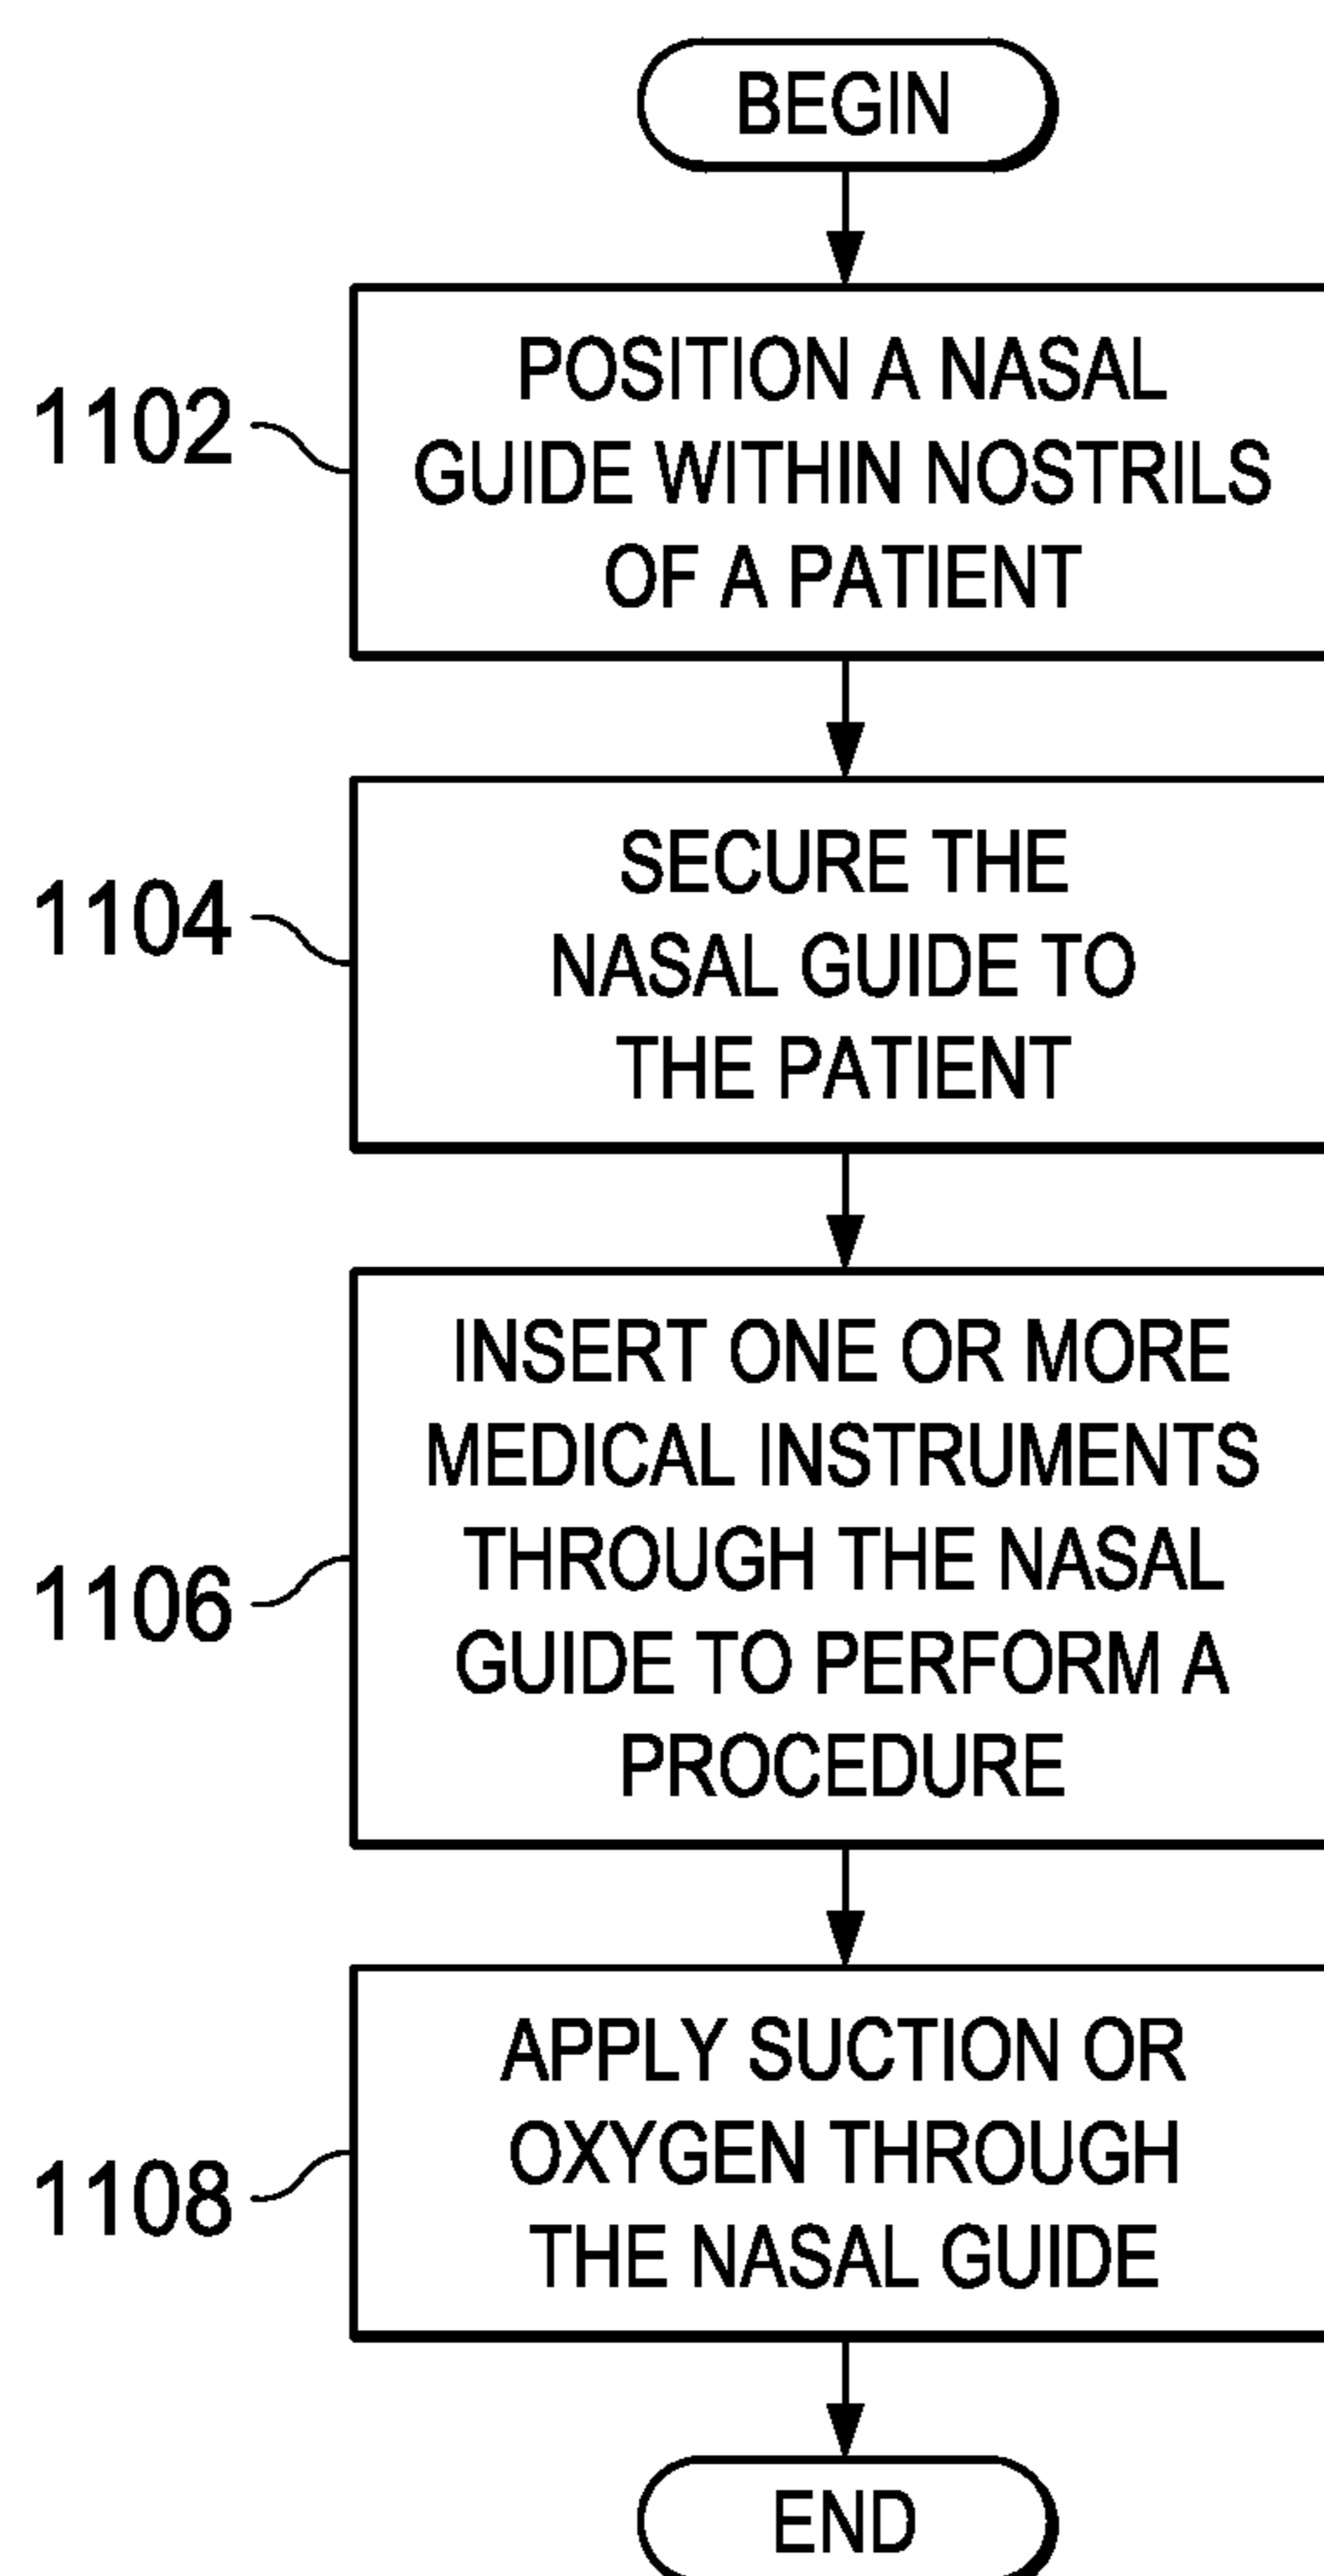 BEGIN
1102
POSITION A NASAL
GUIDE WITHIN NOSTRILS
OF A PATIENT
1104
SECURE THE
NASAL GUIDE TO
THE PATIENT
1106
INSERT ONE OR MORE
MEDICAL INSTRUMENTS
THROUGH THE NASAL
GUIDE TO PERFORM A
PROCEDURE
1108
APPLY SUCTION OR
OXYGEN THROUGH
THE NASAL GUIDE
END